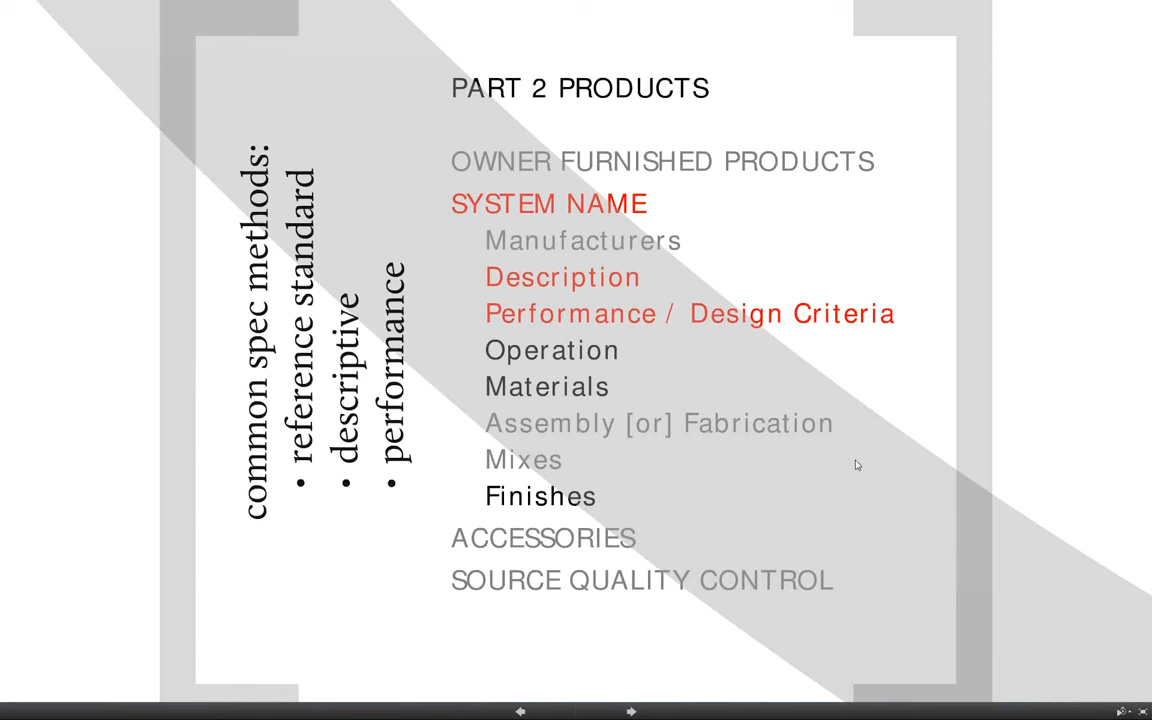 common spec methods:
• reference standard
• descriptive
• performance
PART 2 PRODUCTS
OWNER FURNISHED PRODUCTS
SYSTEM NAME
Manufacturers
Description
Performance / Design Criteria
Operation
Materials
Assembly [or] Fabrication
Mixes
Finishes
ACCESSORIES
SOURCE QUALITY CONTROL